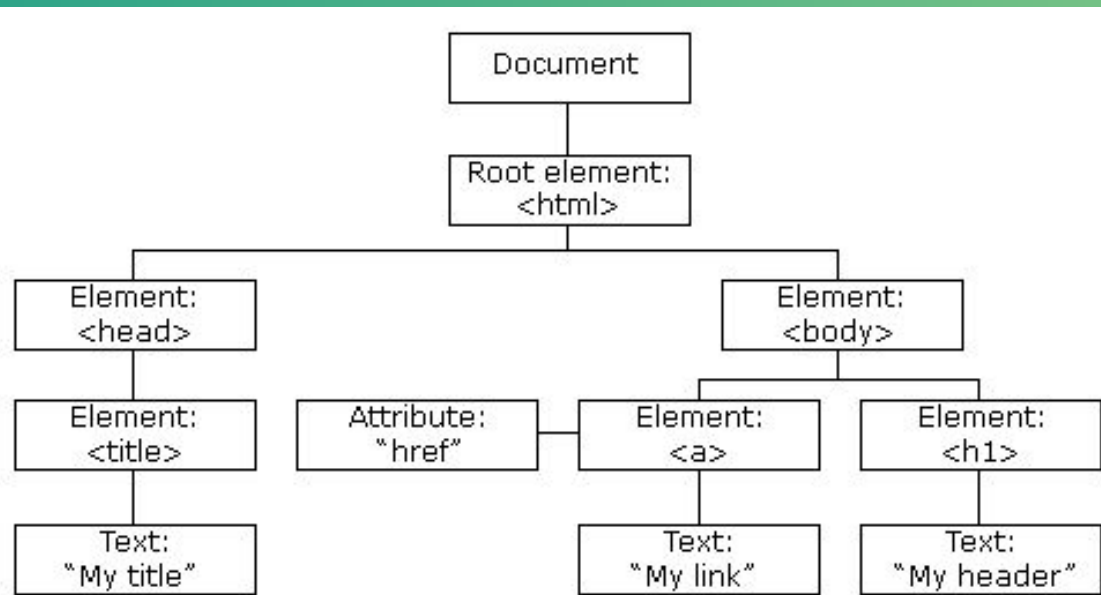 Document
Root element:
<html>
Element:
<head>
Element:
<body>
Element:
<title>
Attribute:
“href”
Element:
<a>
Element:
<h1>
Text:
“My title”
Text:
“My link”
Text:
“My header”